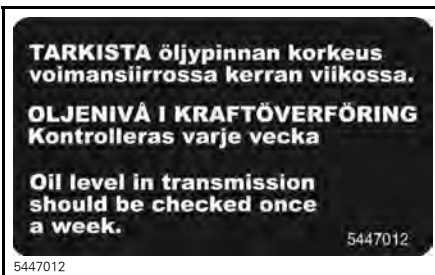 TARKISTA öljypinnan korkeus
voimansiirrossa kerran viikossa.
OLJENIVÅ I KRAFTÖVERFÖRING
Kontrolleras varje vecka
Oil level in transmission
should be checked once
a week.
5447012
5447012